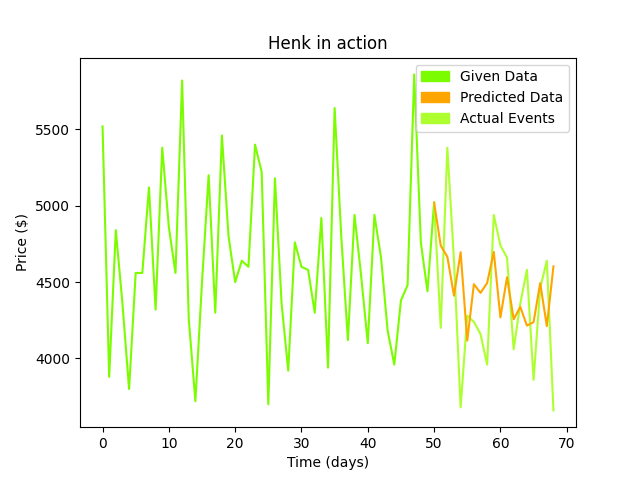 Henk in action
Given Data
Predicted Data
Actual Events
Price ($)
5500
5000
4500
4000
0 10 20 30 40 50 60 70
Time (days)